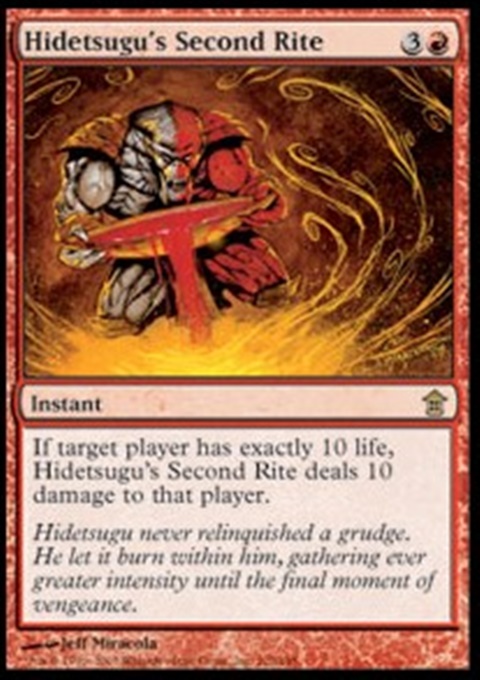 Hidetsugu's Second Rite 3
Instant
If target player has exactly 10 life,
Hidetsugu's Second Rite deals 10
damage to that player.
Hidetsugu never relinquished a grudge.
He let it burn within him, gathering ever
greater intensity until the final moment of
vengeance.
Jeff Miracola